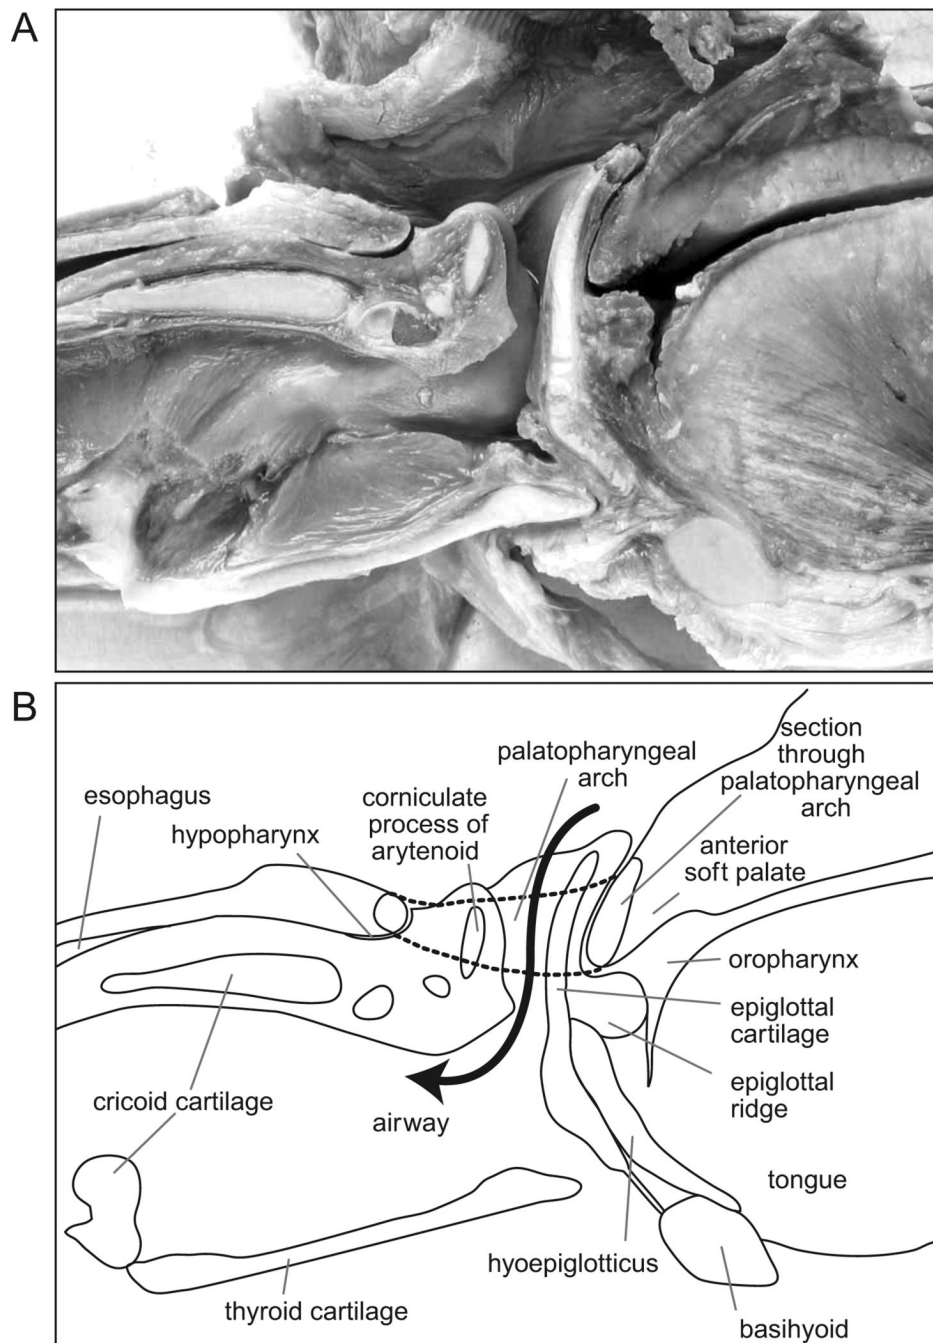 A
B
section
through
palatopharyngeal
arch
palatopharyngeal
arch
esophagus
corniculate
process of
arytenoid
hypopharynx
anterior
soft palate
oropharynx
epiglottal
cartilage
epiglottal
ridge
cricoid cartilage
airway
tongue
hyoepiglotticus
thyroid cartilage
basihyoid